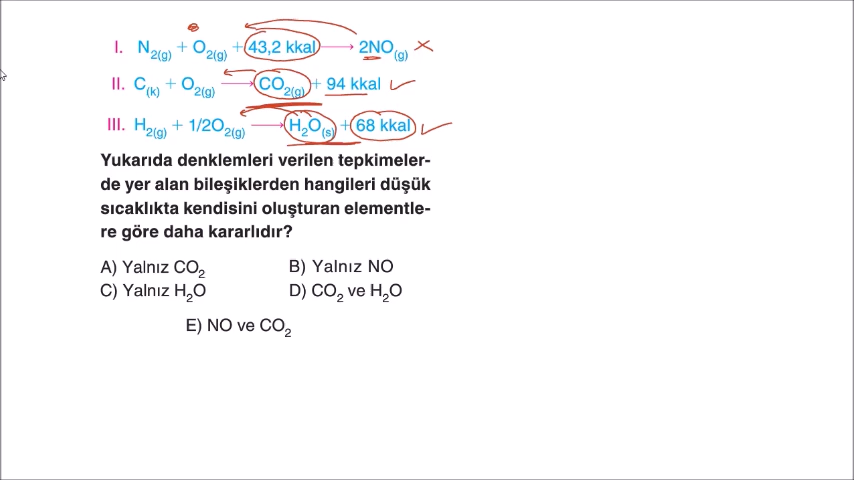 I. N₂(g) + O₂(g) + 43,2 kkal ⟶ 2NO(g)
II. C(k) + O₂(g) ⟶ CO₂(g) + 94 kkal
III. H₂(g) + 1/2O₂(g) ⟶ H₂O(s) + 68 kkal
Yukarıda denklemleri verilen tepkimeler-
de yer alan bileşiklerden hangileri düşük
sıcaklıkta kendisini oluşturan elementle-
re göre daha kararlıdır?
A) Yalnız CO₂ B) Yalnız NO
C) Yalnız H₂O D) CO₂ ve H₂O
E) NO ve CO₂